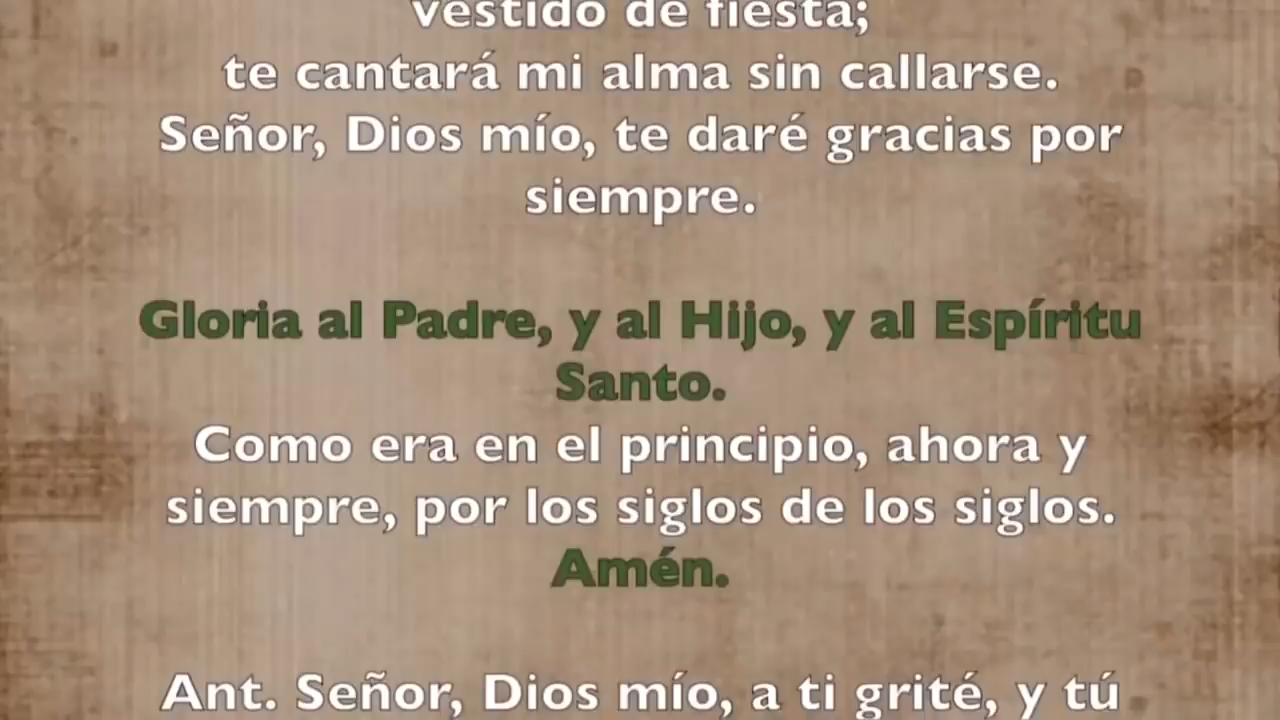 vestido de fiesta;
te cantará mi alma sin callarse.
Señor, Dios mío, te daré gracias por
siempre.
Gloria al Padre, y al Hijo, y al Espíritu
Santo.
Como era en el principio, ahora y
siempre, por los siglos de los siglos.
Amén.
Ant. Señor, Dios mío, a ti grité, y tú